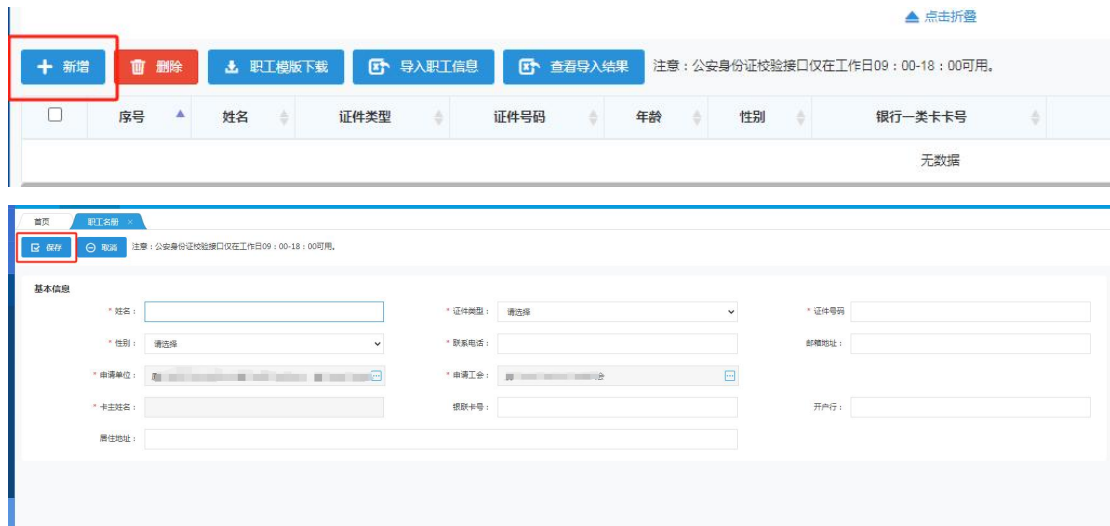 点击折叠
新增 删除 职工模版下载 导入职工信息 查看导入结果 注意：公安身份证校验接口仅在工作日09：00-18：00可用。
序号 姓名 证件类型 证件号码 年龄 性别 银行一类卡卡号
无数据
首页 职工名册 ×
保存 取消 注意：公安身份证校验接口仅在工作日09：00-18：00可用。
基本信息
* 姓名： * 证件类型： 请选择 * 证件号码
* 性别： 请选择 * 联系电话： 邮箱地址：
* 申请单位： * 申请工会： 会
* 卡主姓名： 银联卡号： 开户行：
居住地址：